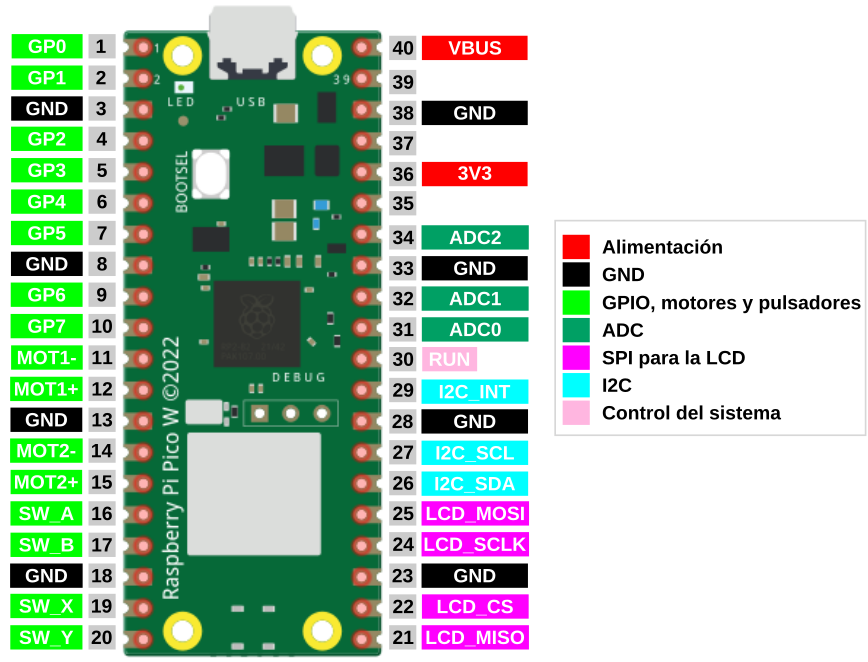 GP0 1
GP1 2
GND 3
GP2 4
GP3 5
GP4 6
GP5 7
GND 8
GP6 9
GP7 10
MOT1- 11
MOT1+ 12
GND 13
MOT2- 14
MOT2+ 15
SW_A 16
SW_B 17
GND 18
SW_X 19
SW_Y 20
1
2
39
LED
USB
BOOTSEL
DEBUG
Raspberry Pi Pico W ©2022
40 VBUS
39
38 GND
37
36 3V3
35
34 ADC2
33 GND
32 ADC1
31 ADC0
30 RUN
29 I2C_INT
28 GND
27 I2C_SCL
26 I2C_SDA
25 LCD_MOSI
24 LCD_SCLK
23 GND
22 LCD_CS
21 LCD_MISO
Alimentación
GND
GPIO, motores y pulsadores
ADC
SPI para la LCD
I2C
Control del sistema